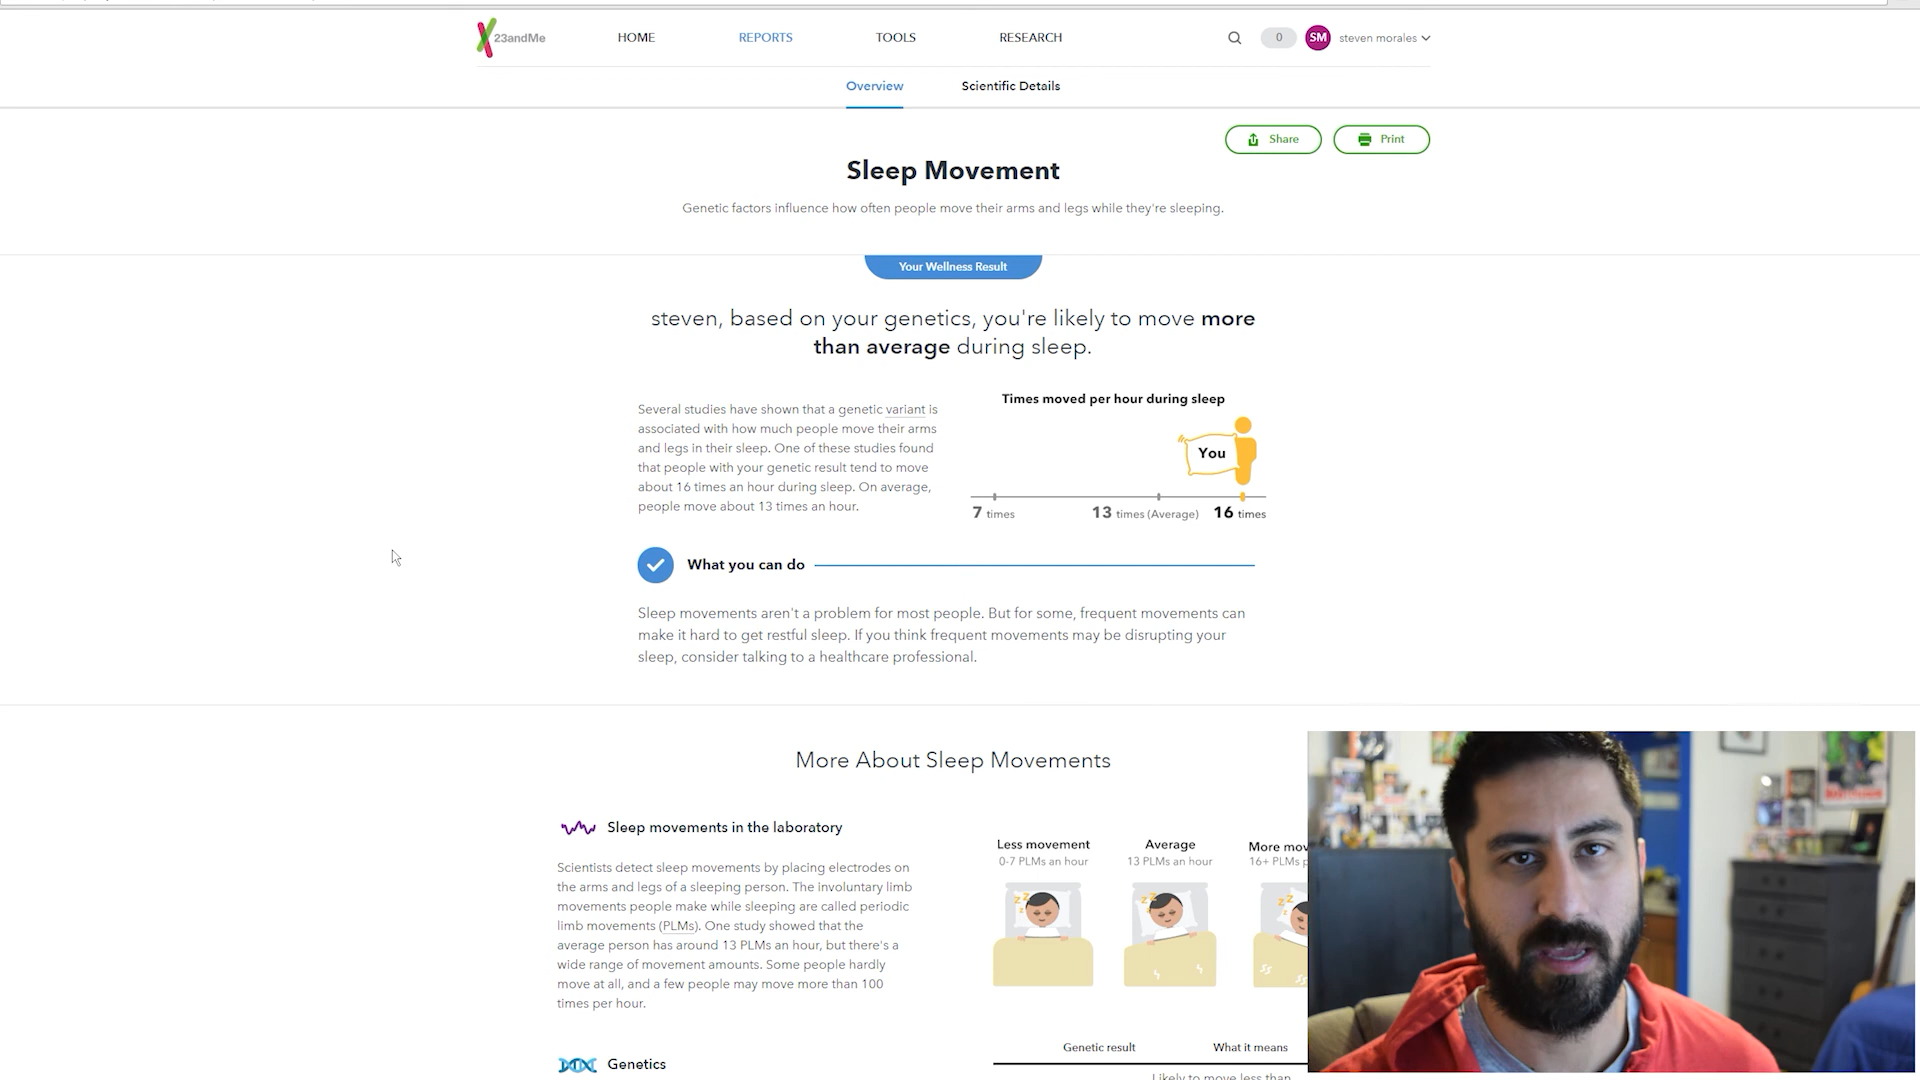 23andMe
HOME
REPORTS
TOOLS
RESEARCH
0
SM
steven morales
Overview
Scientific Details
Share
Print
Sleep Movement
Genetic factors influence how often people move their arms and legs while they're sleeping.
Your Wellness Result
steven, based on your genetics, you're likely to move more
than average during sleep.
Several studies have shown that a genetic variant is
associated with how much people move their arms
and legs in their sleep. One of these studies found
that people with your genetic result tend to move
about 16 times an hour during sleep. On average,
people move about 13 times an hour.
Times moved per hour during sleep
You
7 times
13 times (Average)
16 times
What you can do
Sleep movements aren't a problem for most people. But for some, frequent movements can
make it hard to get restful sleep. If you think frequent movements may be disrupting your
sleep, consider talking to a healthcare professional.
More About Sleep Movements
Sleep movements in the laboratory
Scientists detect sleep movements by placing electrodes on
the arms and legs of a sleeping person. The involuntary limb
movements people make while sleeping are called periodic
limb movements (PLMs). One study showed that the
average person has around 13 PLMs an hour, but there's a
wide range of movement amounts. Some people hardly
move at all, and a few people may move more than 100
times per hour.
Less movement
0-7 PLMs an hour
Average
13 PLMs an hour
More mov
16+ PLMs
Genetics
Genetic result
What it means
Likely to move less than